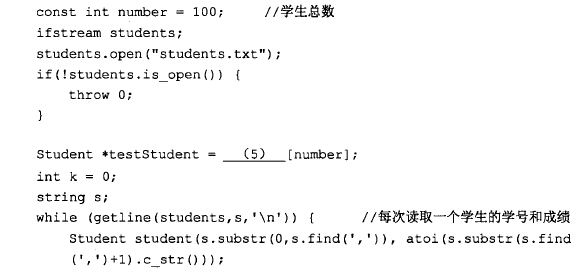 const int number = 100;     //学生总数
ifstream students;
students.open("students.txt");
if(!students.is_open()) {
    throw 0;
}

Student *testStudent = (5) [number];
int k = 0;
string s;
while (getline(students,s,'\n')) {     //每次读取一个学生的学号和成绩
    Student student(s.substr(0,s.find(',')), atoi(s.substr(s.find
    (',')+1).c_str()));